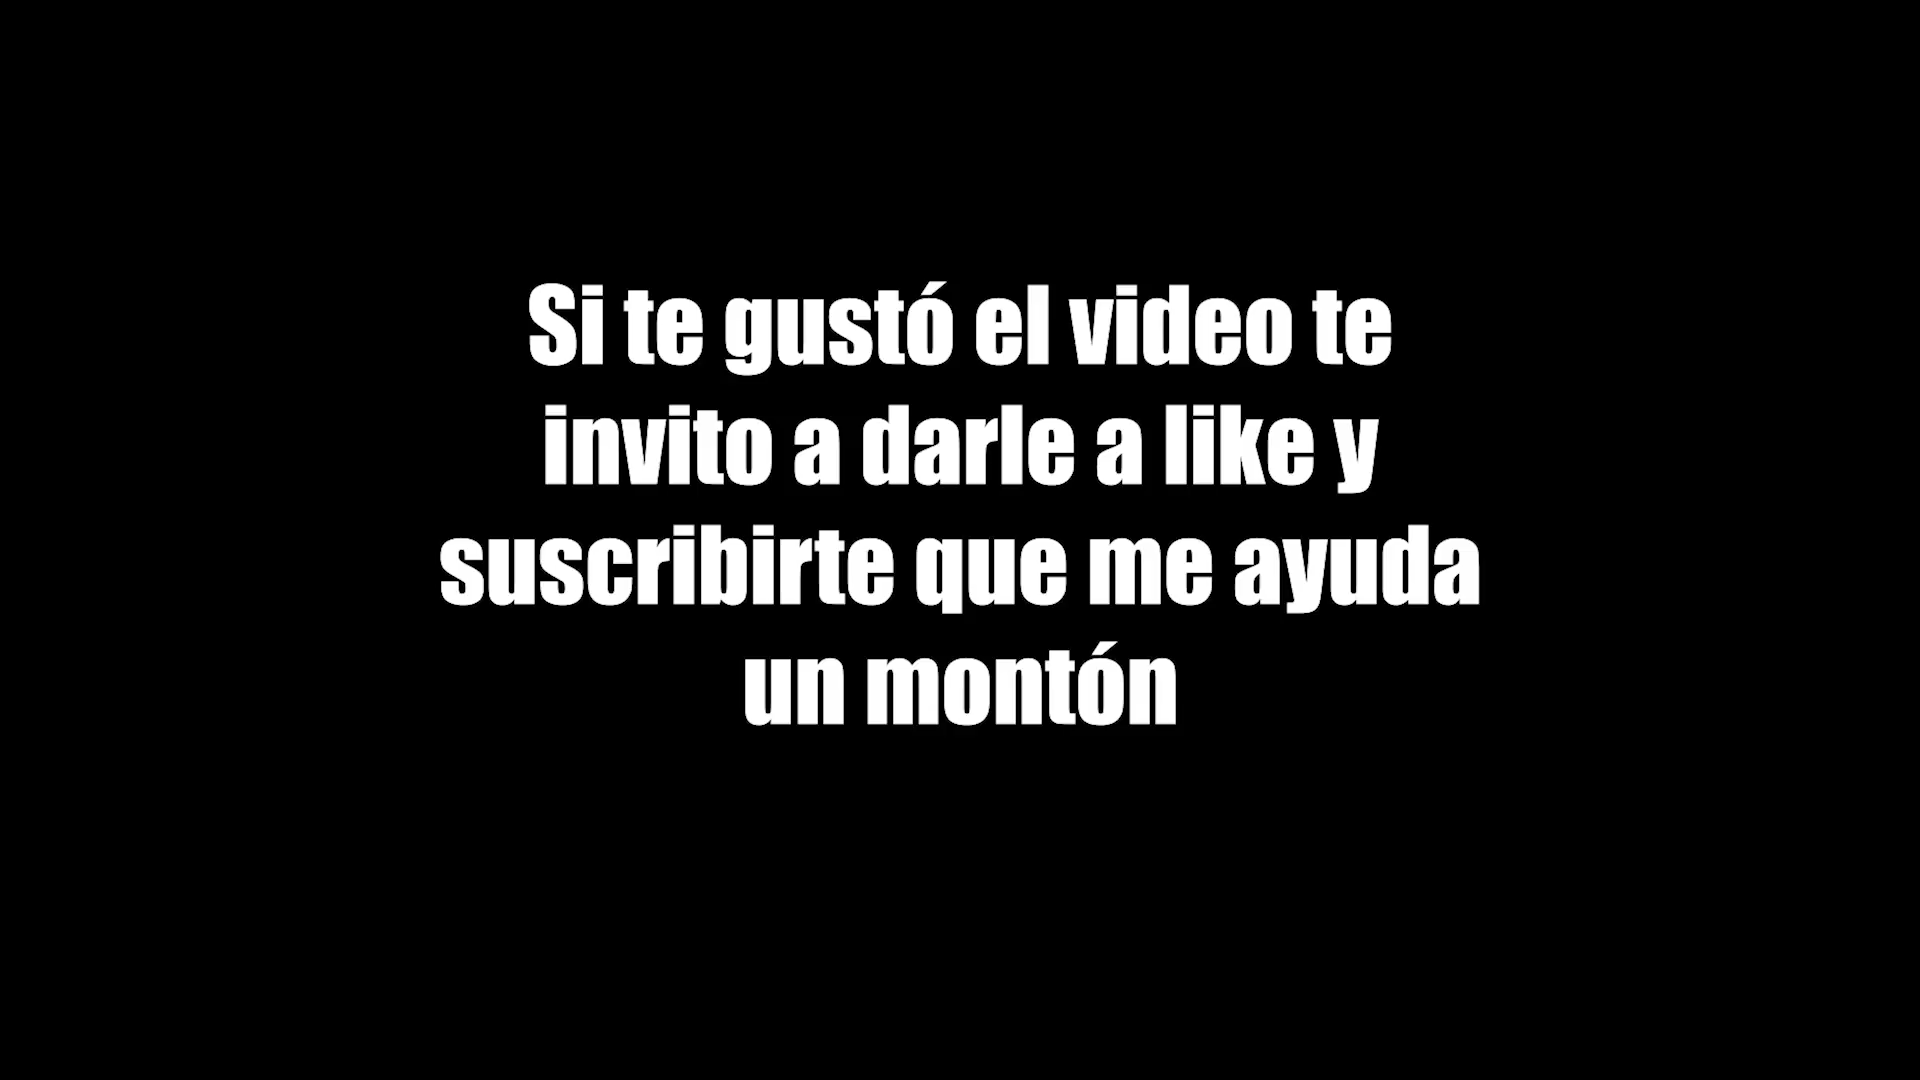 Si te gustó el video te
invito a darle a like y
suscribirte que me ayuda
un montón